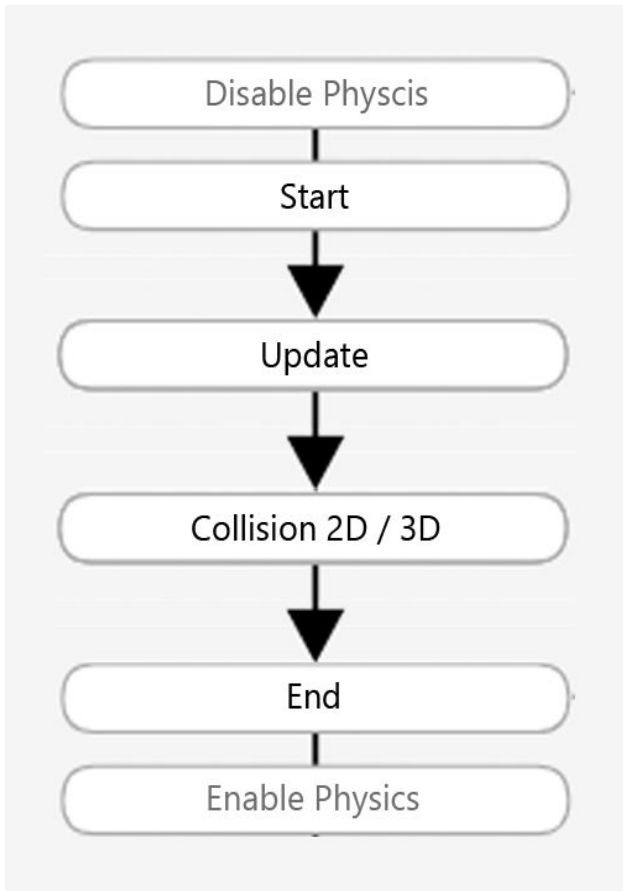 Disable Physcis
Start
Update
Collision 2D / 3D
End
Enable Physics